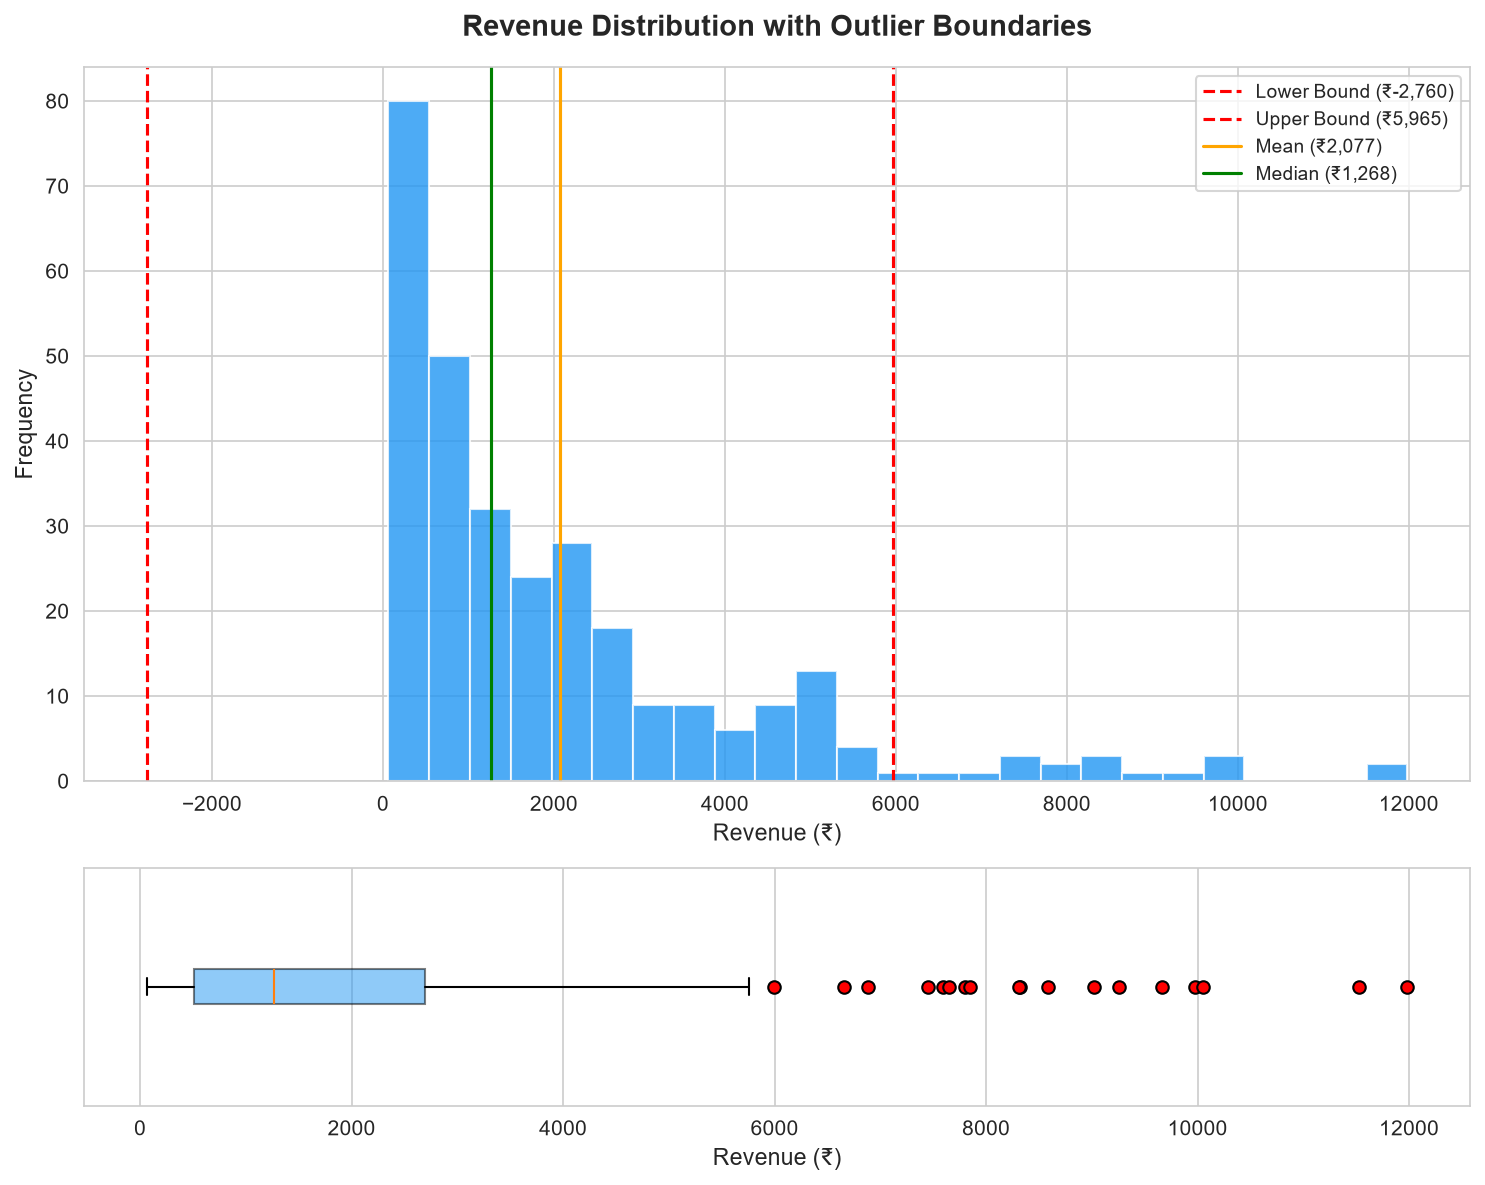 Revenue Distribution with Outlier Boundaries
Lower Bound (₹-2,760)
Upper Bound (₹5,965)
Mean (₹2,077)
Median (₹1,268)
Frequency
80
70
60
50
40
30
20
10
0
−2000 0 2000 4000 6000 8000 10000 12000
Revenue (₹)
0 2000 4000 6000 8000 10000 12000
Revenue (₹)